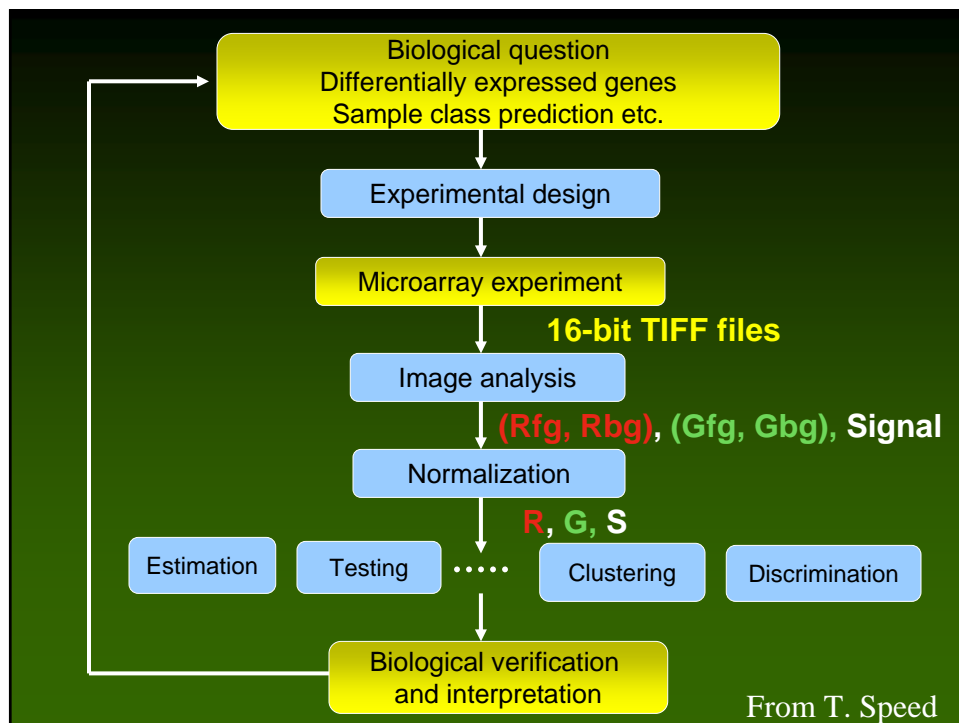 Biological question
Differentially expressed genes
Sample class prediction etc.
Experimental design
Microarray experiment
16-bit TIFF files
Image analysis
(Rfg, Rbg), (Gfg, Gbg), Signal
Normalization
R, G, S
Estimation
Testing
.....
Clustering
Discrimination
Biological verification
and interpretation
From T. Speed